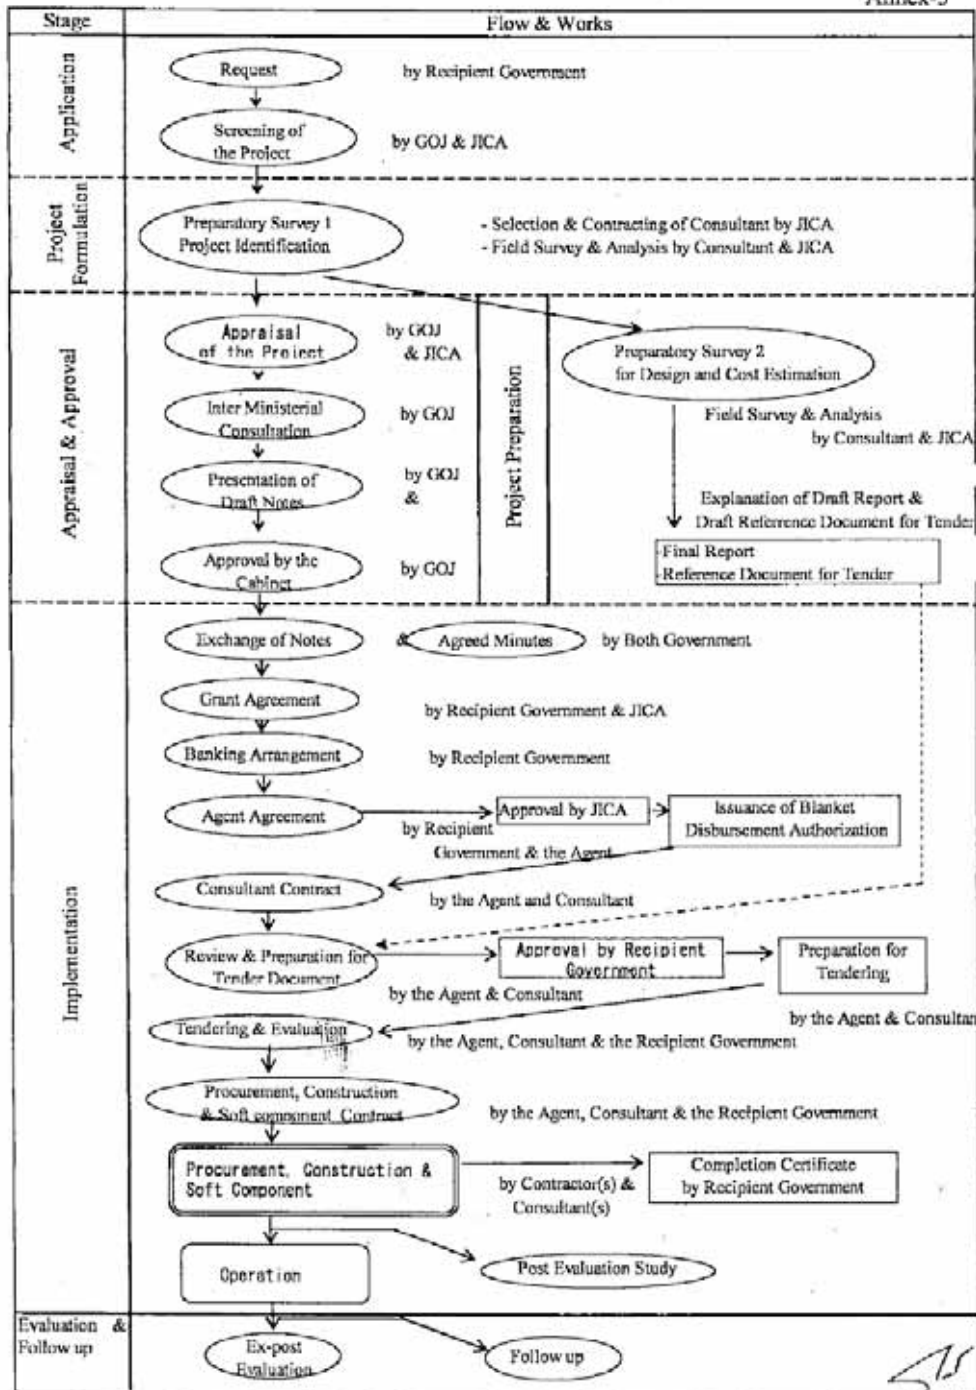 Annex-5
Stage
Flow & Works
Application
Request
by Recipient Government
Screening of
the Project
by GOJ & JICA
Project
Formulation
Preparatory Survey 1
Project Identification
- Selection & Contracting of Consultant by JICA
- Field Survey & Analysis by Consultant & JICA
Appraisal & Approval
Appraisal
of the Project
by GOJ
& JICA
Inter Ministerial
Consultation
by GOJ
Presentation of
Draft Notes
by GOJ
&
Approval by the
Cabinet
by GOJ
Project Preparation
Preparatory Survey 2
for Design and Cost Estimation
Field Survey & Analysis
by Consultant & JICA
Explanation of Draft Report &
Draft Referrence Document for Tender
-Final Report
-Reference Document for Tender
Implementation
Exchange of Notes
&
Agreed Minutes
by Both Government
Grant Agreement
by Recipient Government & JICA
Banking Arrangement
by Recipient Government
Agent Agreement
by Recipient
Government & the Agent
Approval by JICA
Issuance of Blanket
Disbursement Authorization
Consultant Contract
by the Agent and Consultant
Review & Preparation for
Tender Document
by the Agent & Consultant
Approval by Recipient
Government
Preparation for
Tendering
by the Agent & Consultant
Tendering & Evaluation
by the Agent, Consultant & the Recipient Government
Procurement, Construction
& Soft component, Contract
by the Agent, Consultant & the Recipient Government
Procurement, Construction &
Soft Component
by Contractor(s) &
Consultant(s)
Completion Certificate
by Recipient Government
Operation
Post Evaluation Study
Evaluation &
Follow up
Ex-post
Evaluation
Follow up